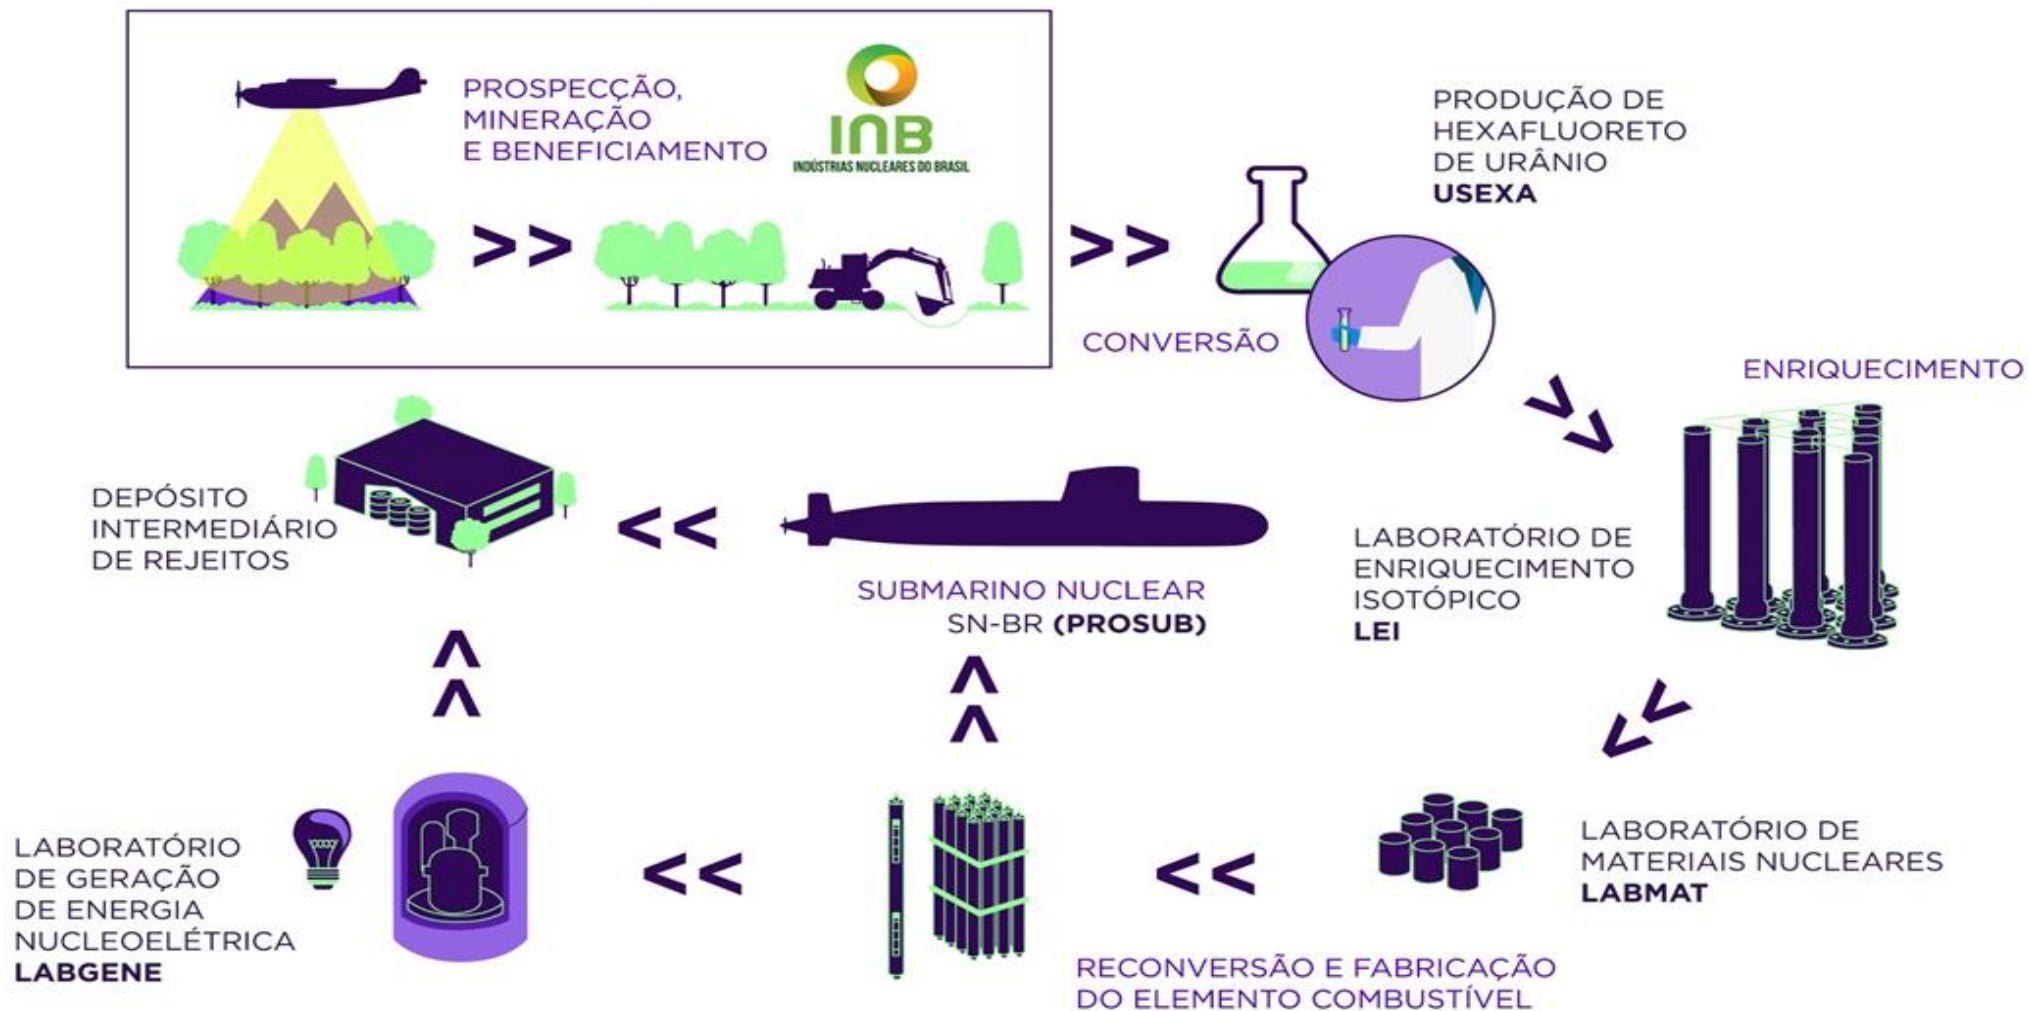 PROSPECÇÃO,
MINERAÇÃO
E BENEFICIAMENTO
INB
INDÚSTRIAS NUCLEARES DO BRASIL
PRODUÇÃO DE
HEXAFLUORETO
DE URÂNIO
USEXA
CONVERSÃO
ENRIQUECIMENTO
LABORATÓRIO DE
ENRIQUECIMENTO
ISOTÓPICO
LEI
DEPÓSITO
INTERMEDIÁRIO
DE REJEITOS
SUBMARINO NUCLEAR
SN-BR (PROSUB)
LABORATÓRIO
DE GERAÇÃO
DE ENERGIA
NUCLEOELÉTRICA
LABGENE
LABORATÓRIO DE
MATERIAIS NUCLEARES
LABMAT
RECONVERSÃO E FABRICAÇÃO
DO ELEMENTO COMBUSTÍVEL